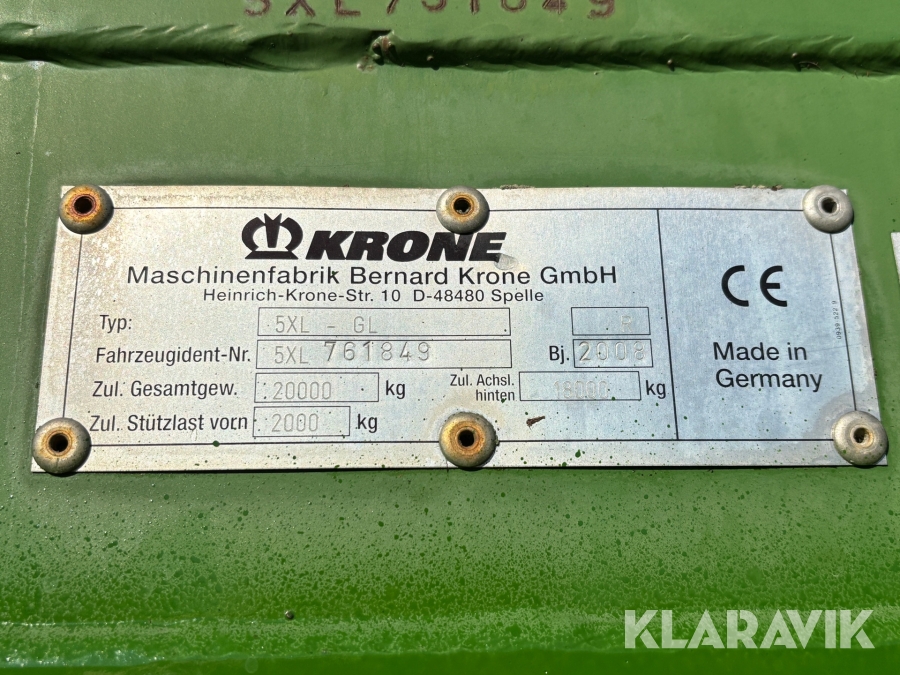 KRONE
Maschinenfabrik Bernard Krone GmbH
Heinrich-Krone-Str. 10 D-48480 Spelle
Typ: 5XL - GL
Fahrzeugident-Nr. 5XL 761849 Bj. 2008
Zul. Gesamtgew. 20000 kg Zul. Achsl. hinten 18000 kg
Zul. Stützlast vorn 2000 kg
CE
Made in
Germany
KLARAVIK